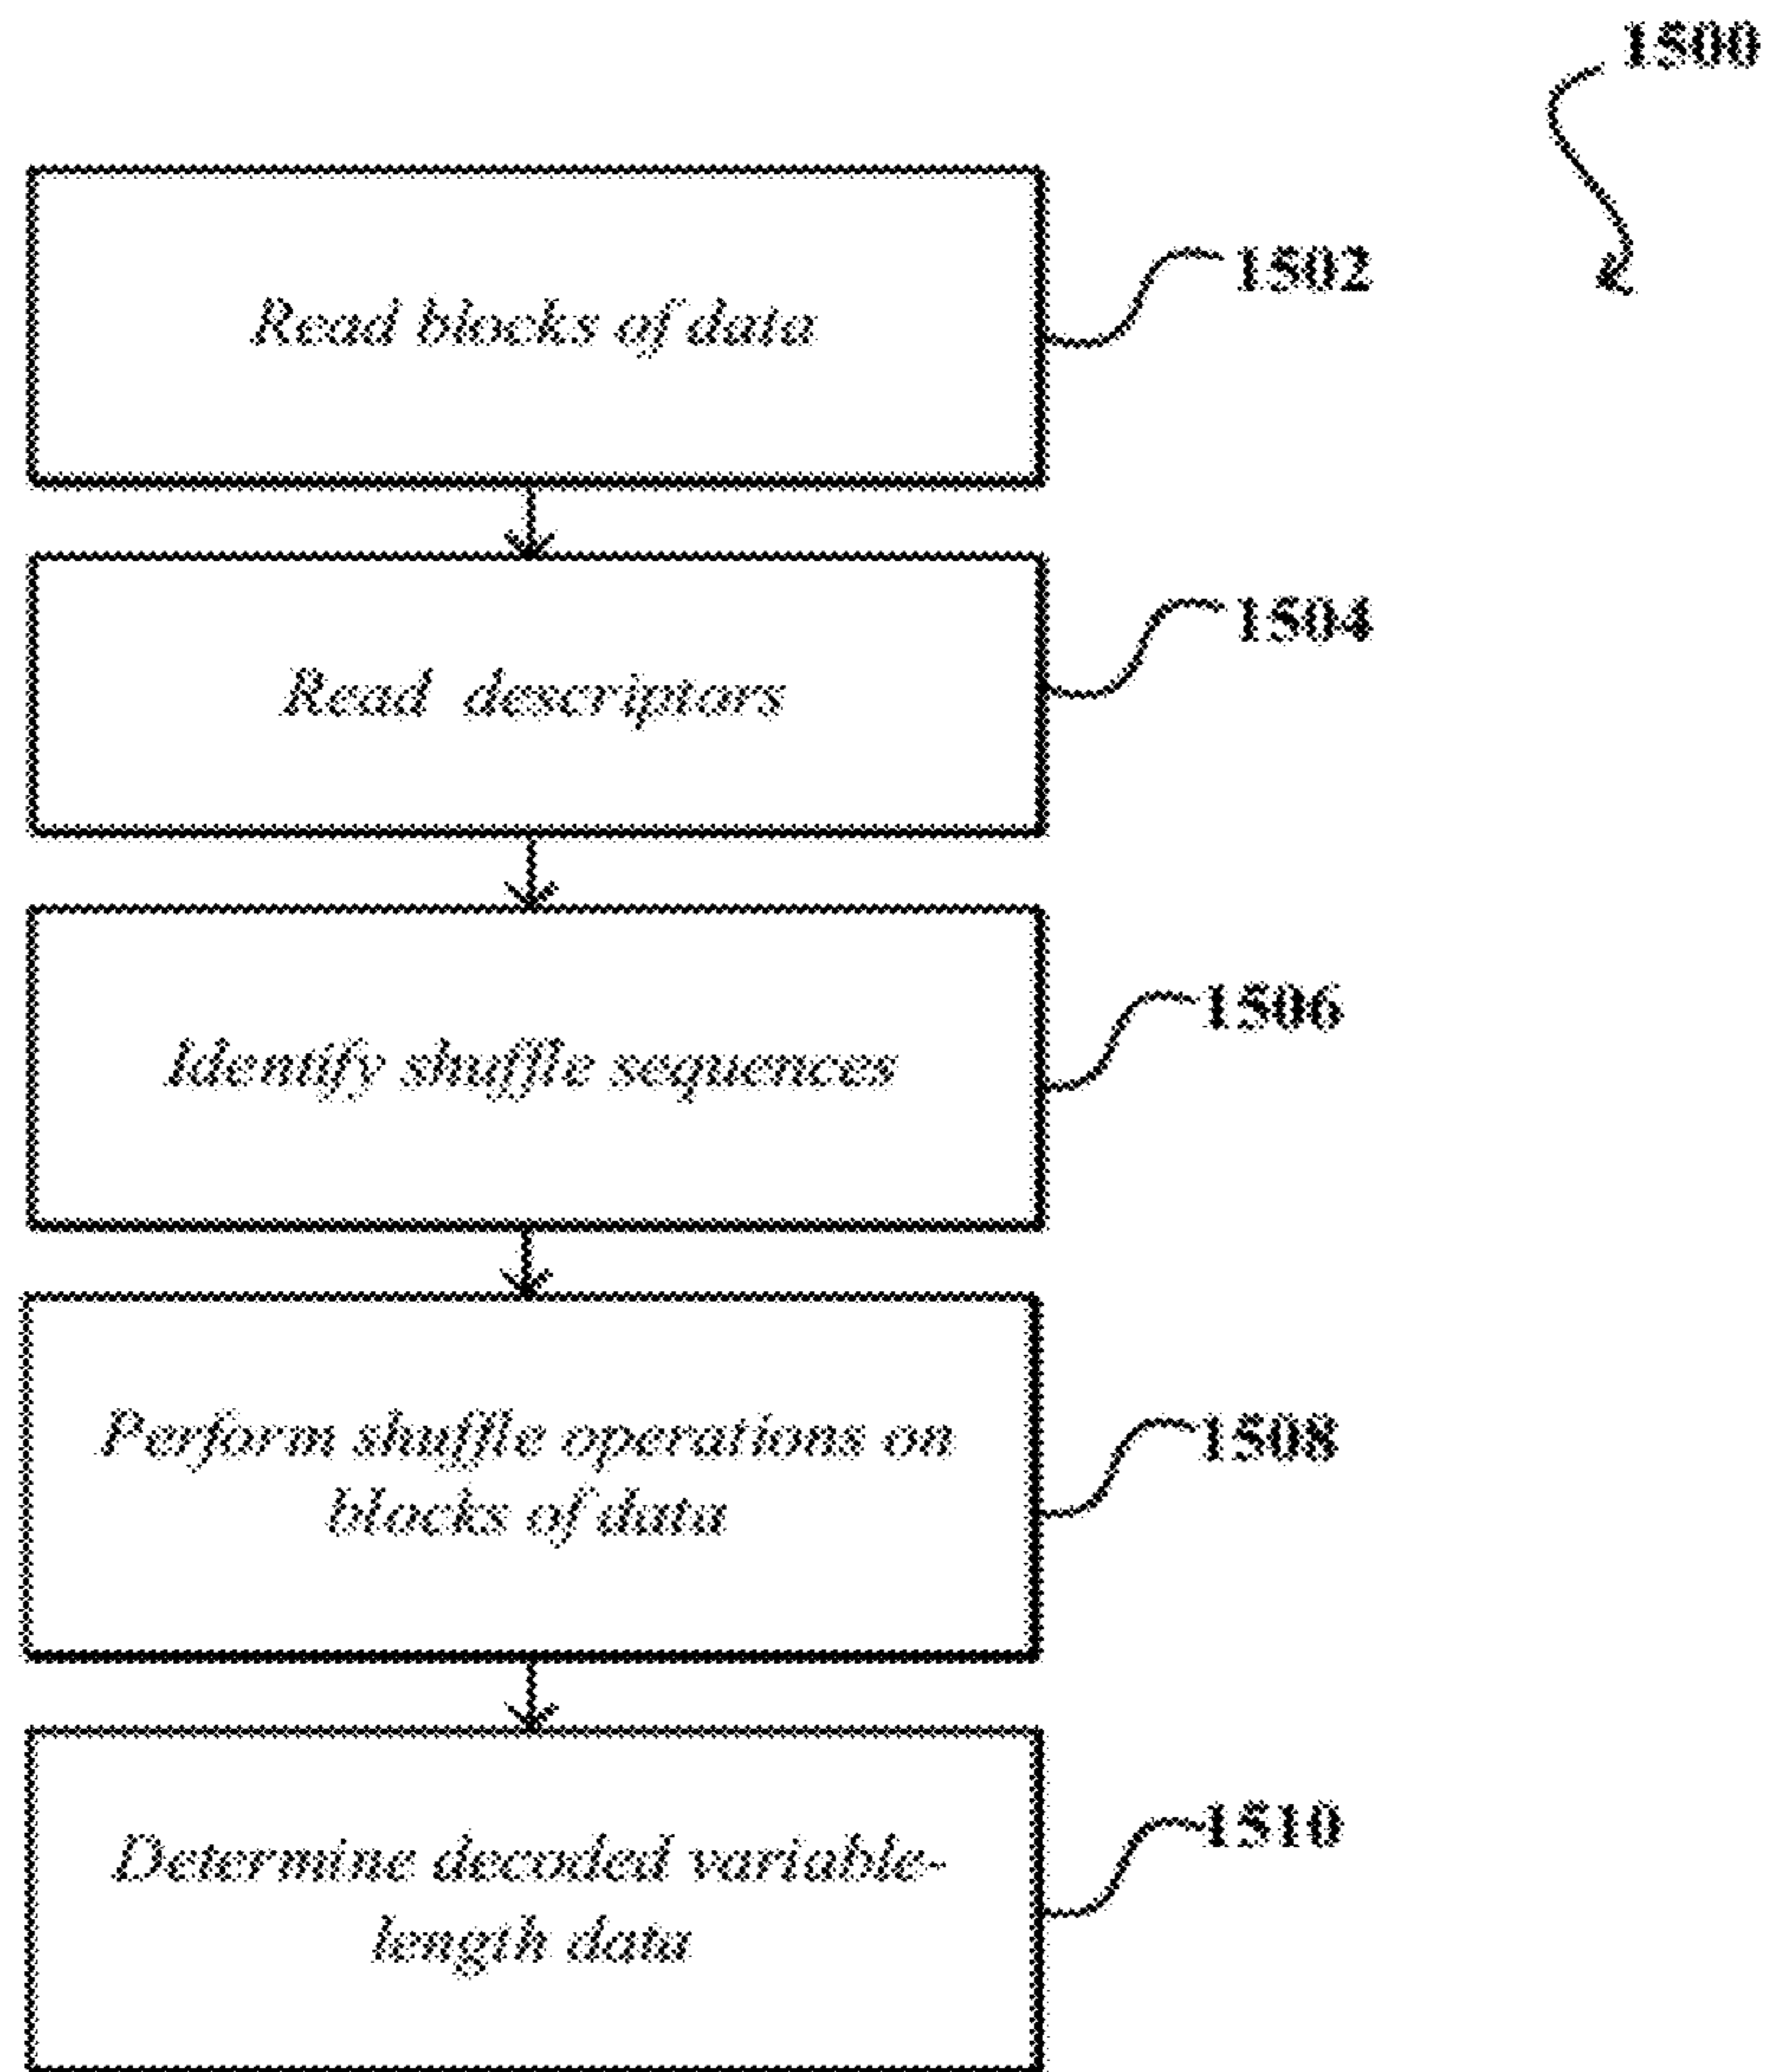 1500
Read blocks of data
1502
Read descriptors
1504
Identify shuffle sequences
1506
Perform shuffle operations on
blocks of data
1508
Determine decoded variable-
length data
1510